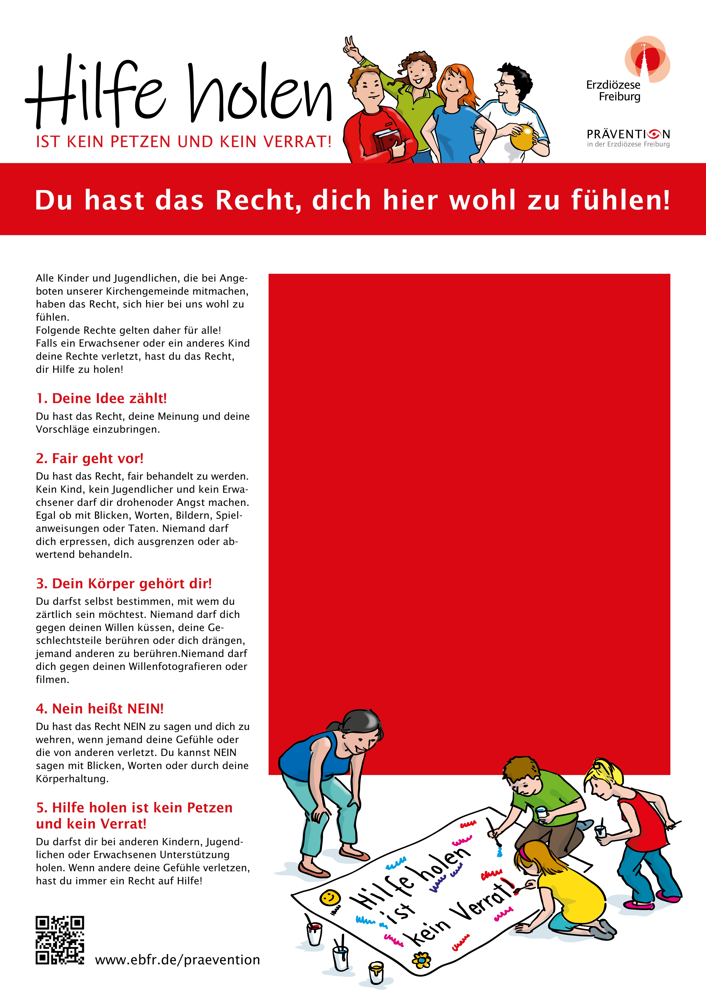 Hilfe holen
IST KEIN PETZEN UND KEIN VERRAT!
Erzdiözese
Freiburg
PRÄVENTION
in der Erzdiözese Freiburg
Du hast das Recht, dich hier wohl zu fühlen!
Alle Kinder und Jugendlichen, die bei Ange-
boten unserer Kirchengemeinde mitmachen,
haben das Recht, sich hier bei uns wohl zu
fühlen.
Folgende Rechte gelten daher für alle!
Falls ein Erwachsener oder ein anderes Kind
deine Rechte verletzt, hast du das Recht,
dir Hilfe zu holen!
1. Deine Idee zählt!
Du hast das Recht, deine Meinung und deine
Vorschläge einzubringen.
2. Fair geht vor!
Du hast das Recht, fair behandelt zu werden.
Kein Kind, kein Jugendlicher und kein Erwa-
chsener darf dir drohenoder Angst machen.
Egal ob mit Blicken, Worten, Bildern, Spiel-
anweisungen oder Taten. Niemand darf
dich erpressen, dich ausgrenzen oder ab-
wertend behandeln.
3. Dein Körper gehört dir!
Du darfst selbst bestimmen, mit wem du
zärtlich sein möchtest. Niemand darf dich
gegen deinen Willen küssen, deine Ge-
schlechtsteile berühren oder dich drängen,
jemand anderen zu berühren.Niemand darf
dich gegen deinen Willenfotografieren oder
filmen.
4. Nein heißt NEIN!
Du hast das Recht NEIN zu sagen und dich zu
wehren, wenn jemand deine Gefühle oder
die von anderen verletzt. Du kannst NEIN
sagen mit Blicken, Worten oder durch deine
Körperhaltung.
5. Hilfe holen ist kein Petzen
und kein Verrat!
Du darfst dir bei anderen Kindern, Jugend-
lichen oder Erwachsenen Unterstützung
holen. Wenn andere deine Gefühle verletzen,
hast du immer ein Recht auf Hilfe!
www.ebfr.de/praevention
Hilfe holen
ist
kein Verrat!